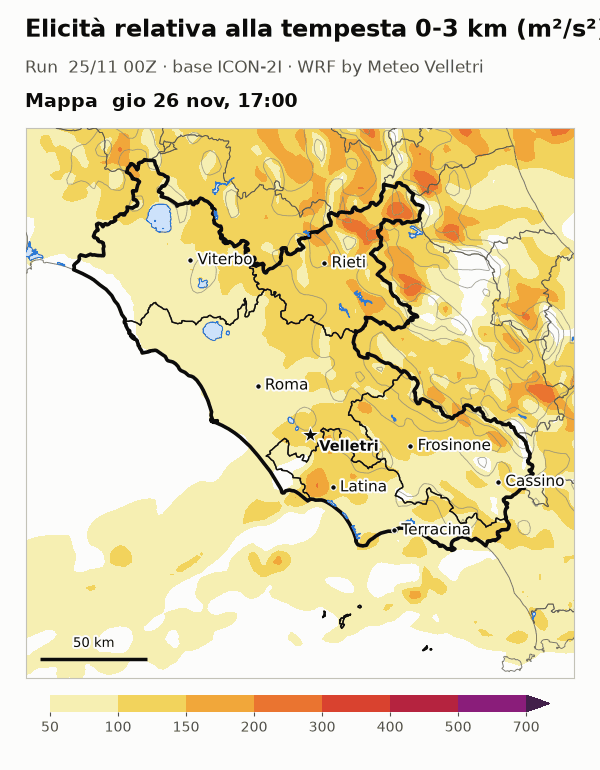 Elicità relativa alla tempesta 0-3 km (m²/s²)
Run 25/11 00Z · base ICON-2I · WRF by Meteo Velletri
Mappa gio 26 nov, 17:00
Viterbo
Rieti
Roma
Velletri
Frosinone
Latina
Cassino
Terracina
50 km
50 100 150 200 300 400 500 700